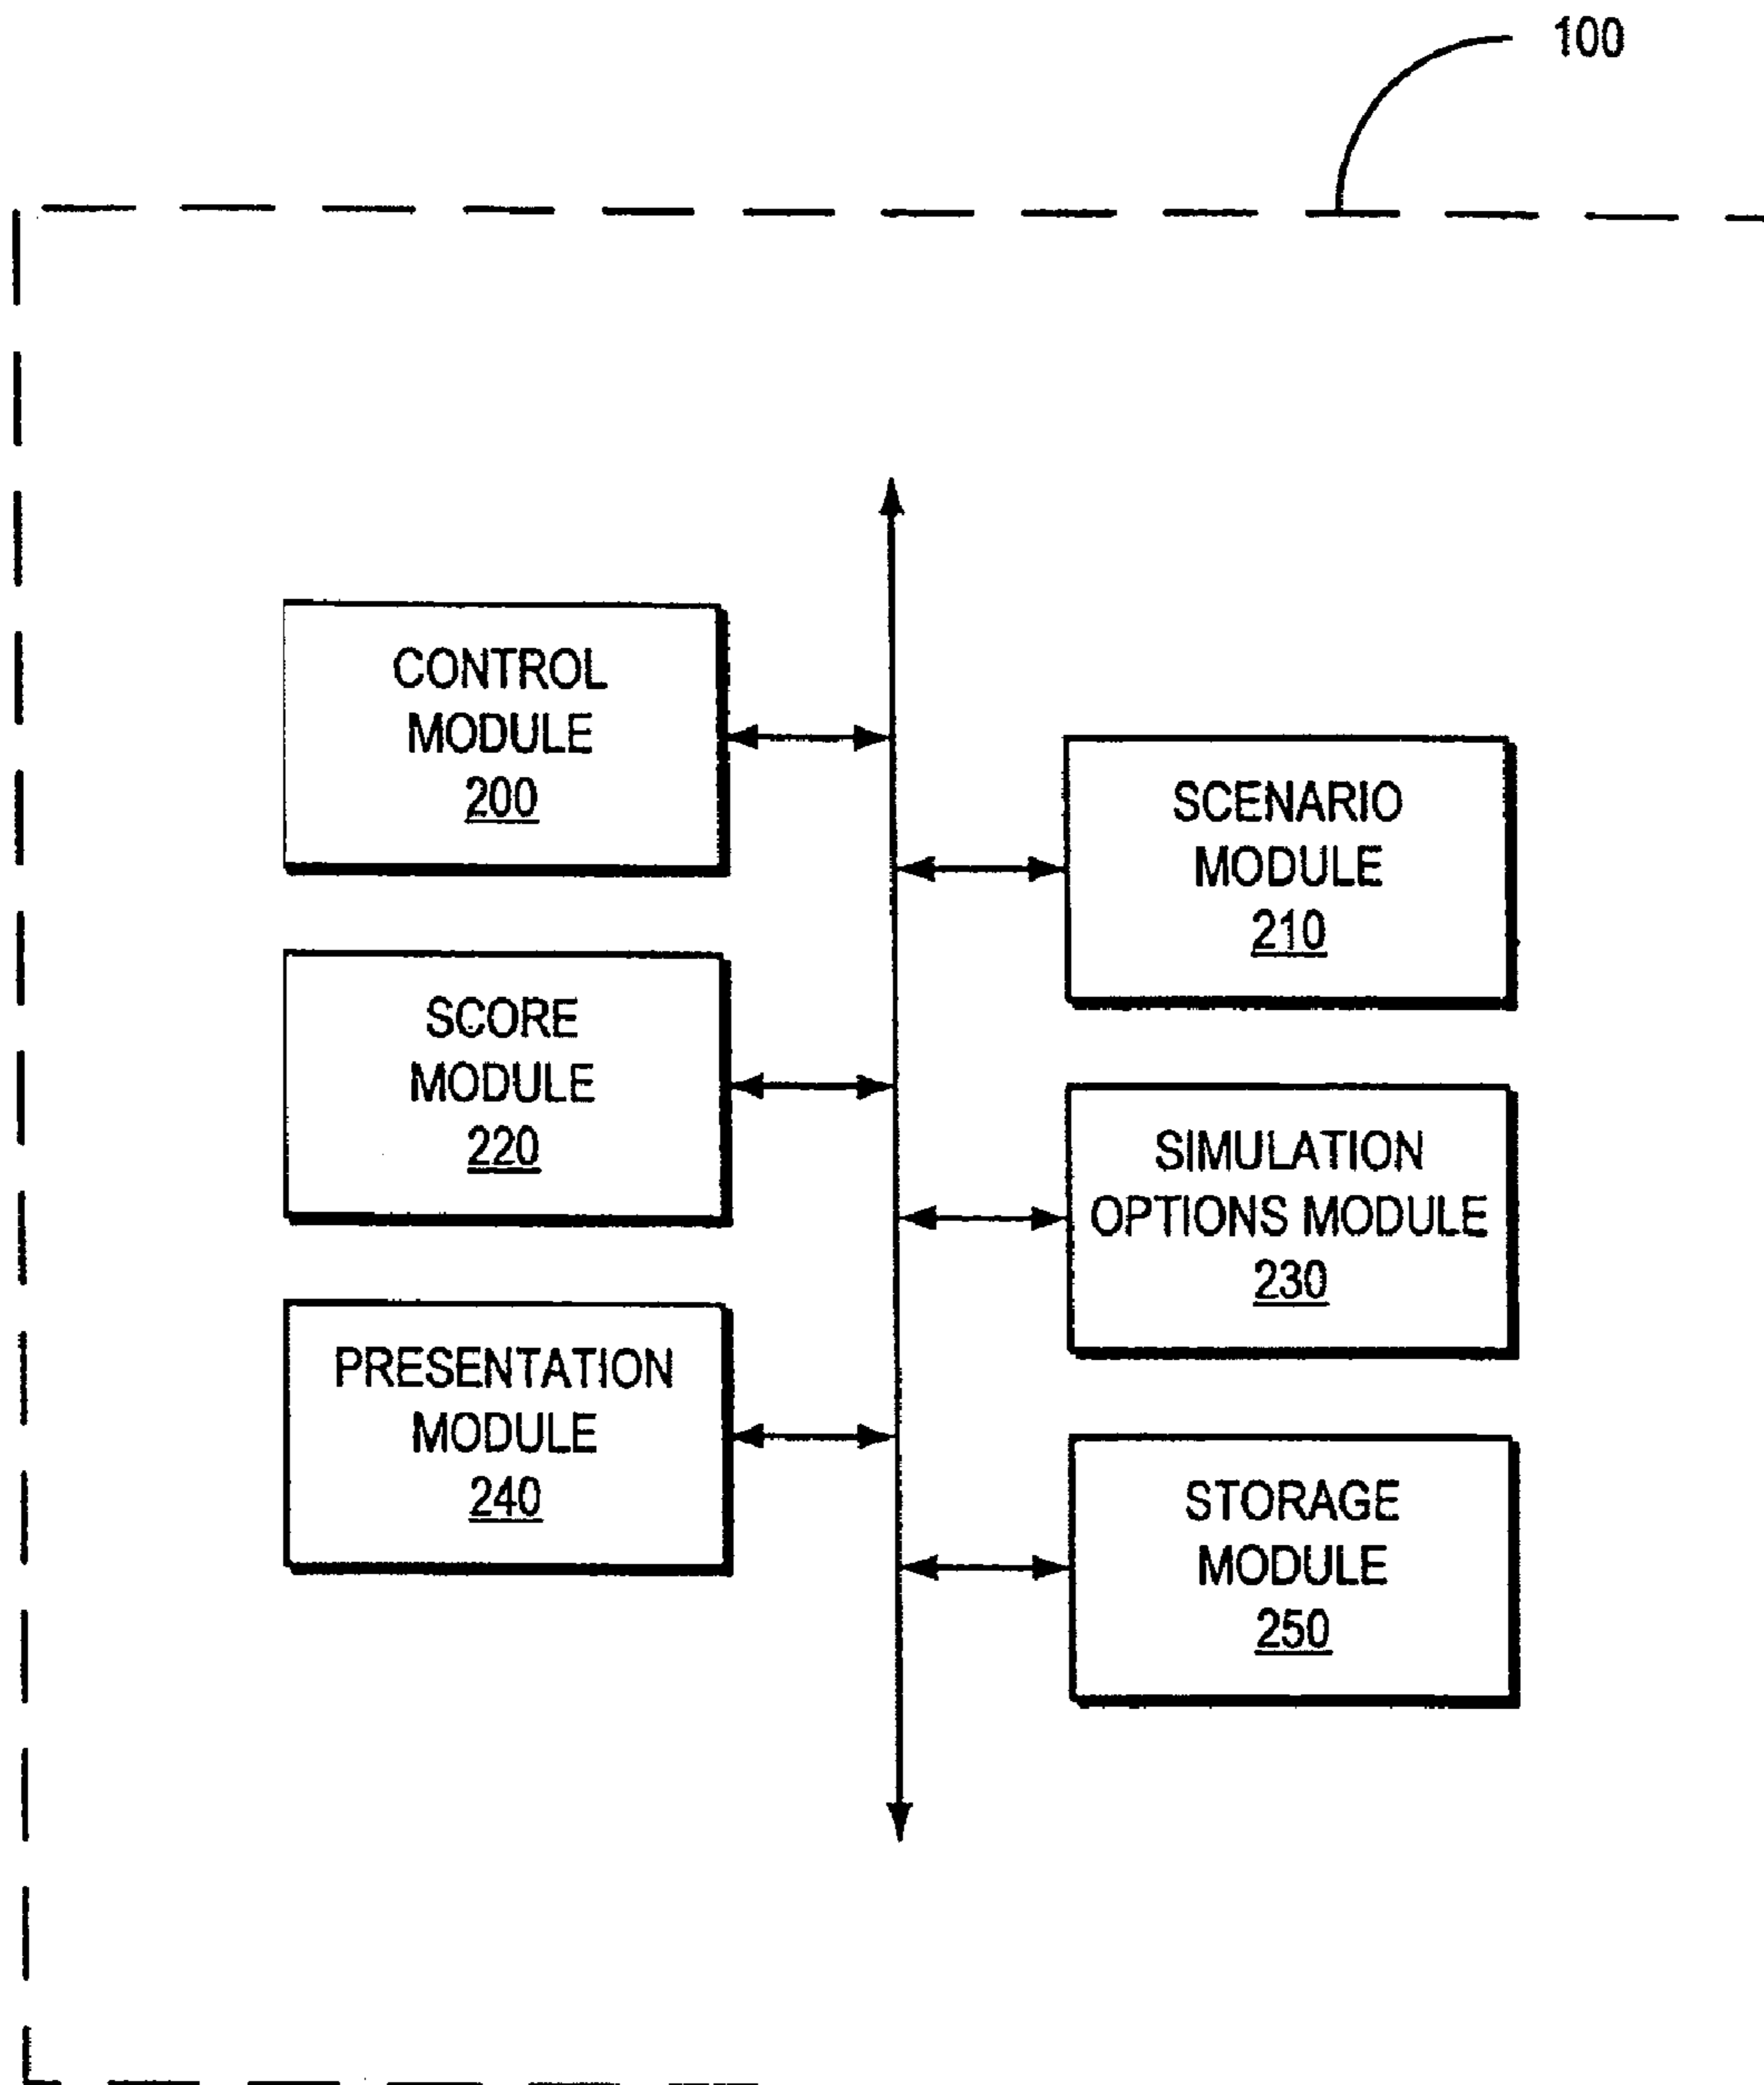 100
CONTROL
MODULE
200
SCENARIO
MODULE
210
SCORE
MODULE
220
SIMULATION
OPTIONS MODULE
230
PRESENTATION
MODULE
240
STORAGE
MODULE
250